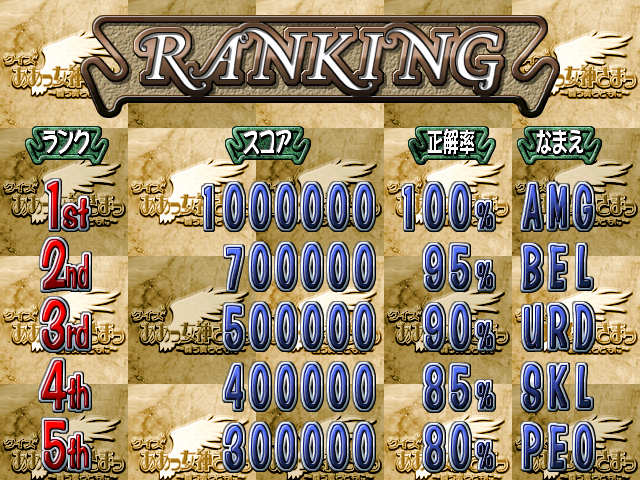 RANKING
ランク スコア 正解率 なまえ
1st 1000000 100% AMG
2nd 700000 95% BEL
3rd 500000 90% URD
4th 400000 85% SKL
5th 300000 80% PEO